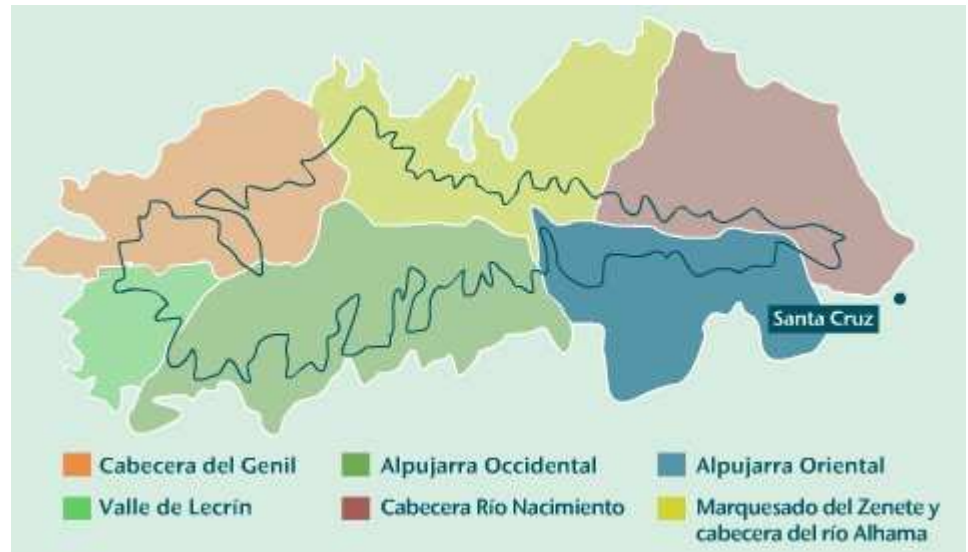 Santa Cruz
Cabecera del Genil
Alpujarra Occidental
Alpujarra Oriental
Valle de Lecrín
Cabecera Río Nacimiento
Marquesado del Zenete y
cabecera del río Alhama